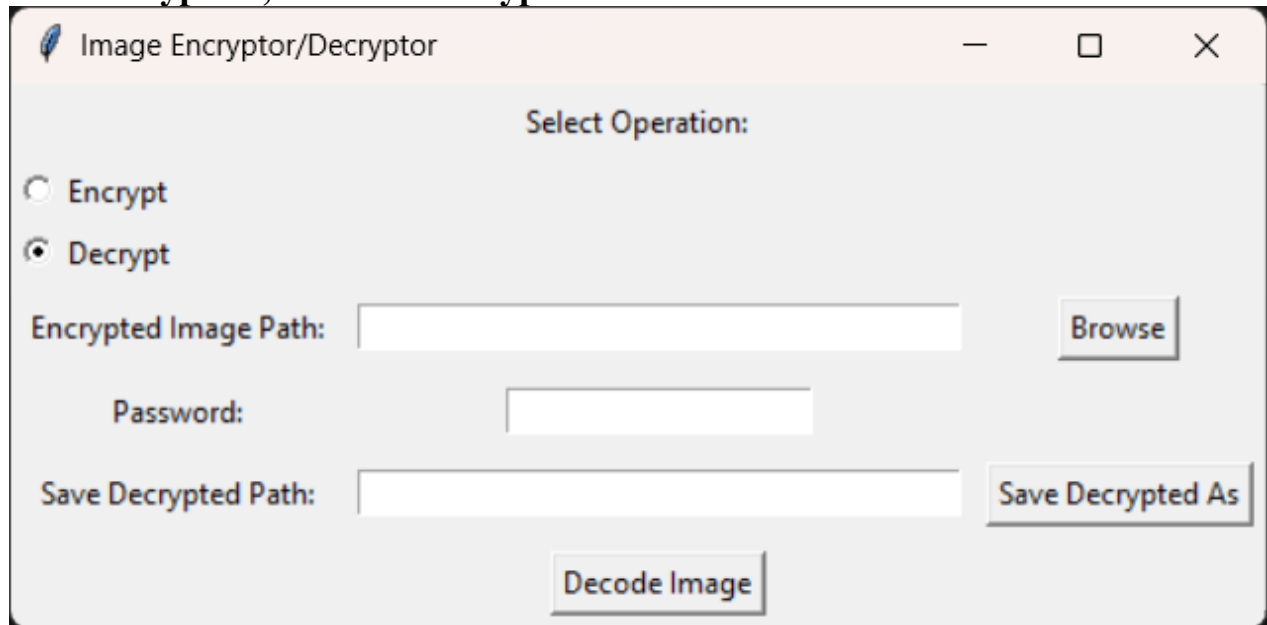 Image Encryptor/Decryptor
Select Operation:
Encrypt
Decrypt
Encrypted Image Path: Browse
Password:
Save Decrypted Path: Save Decrypted As
Decode Image